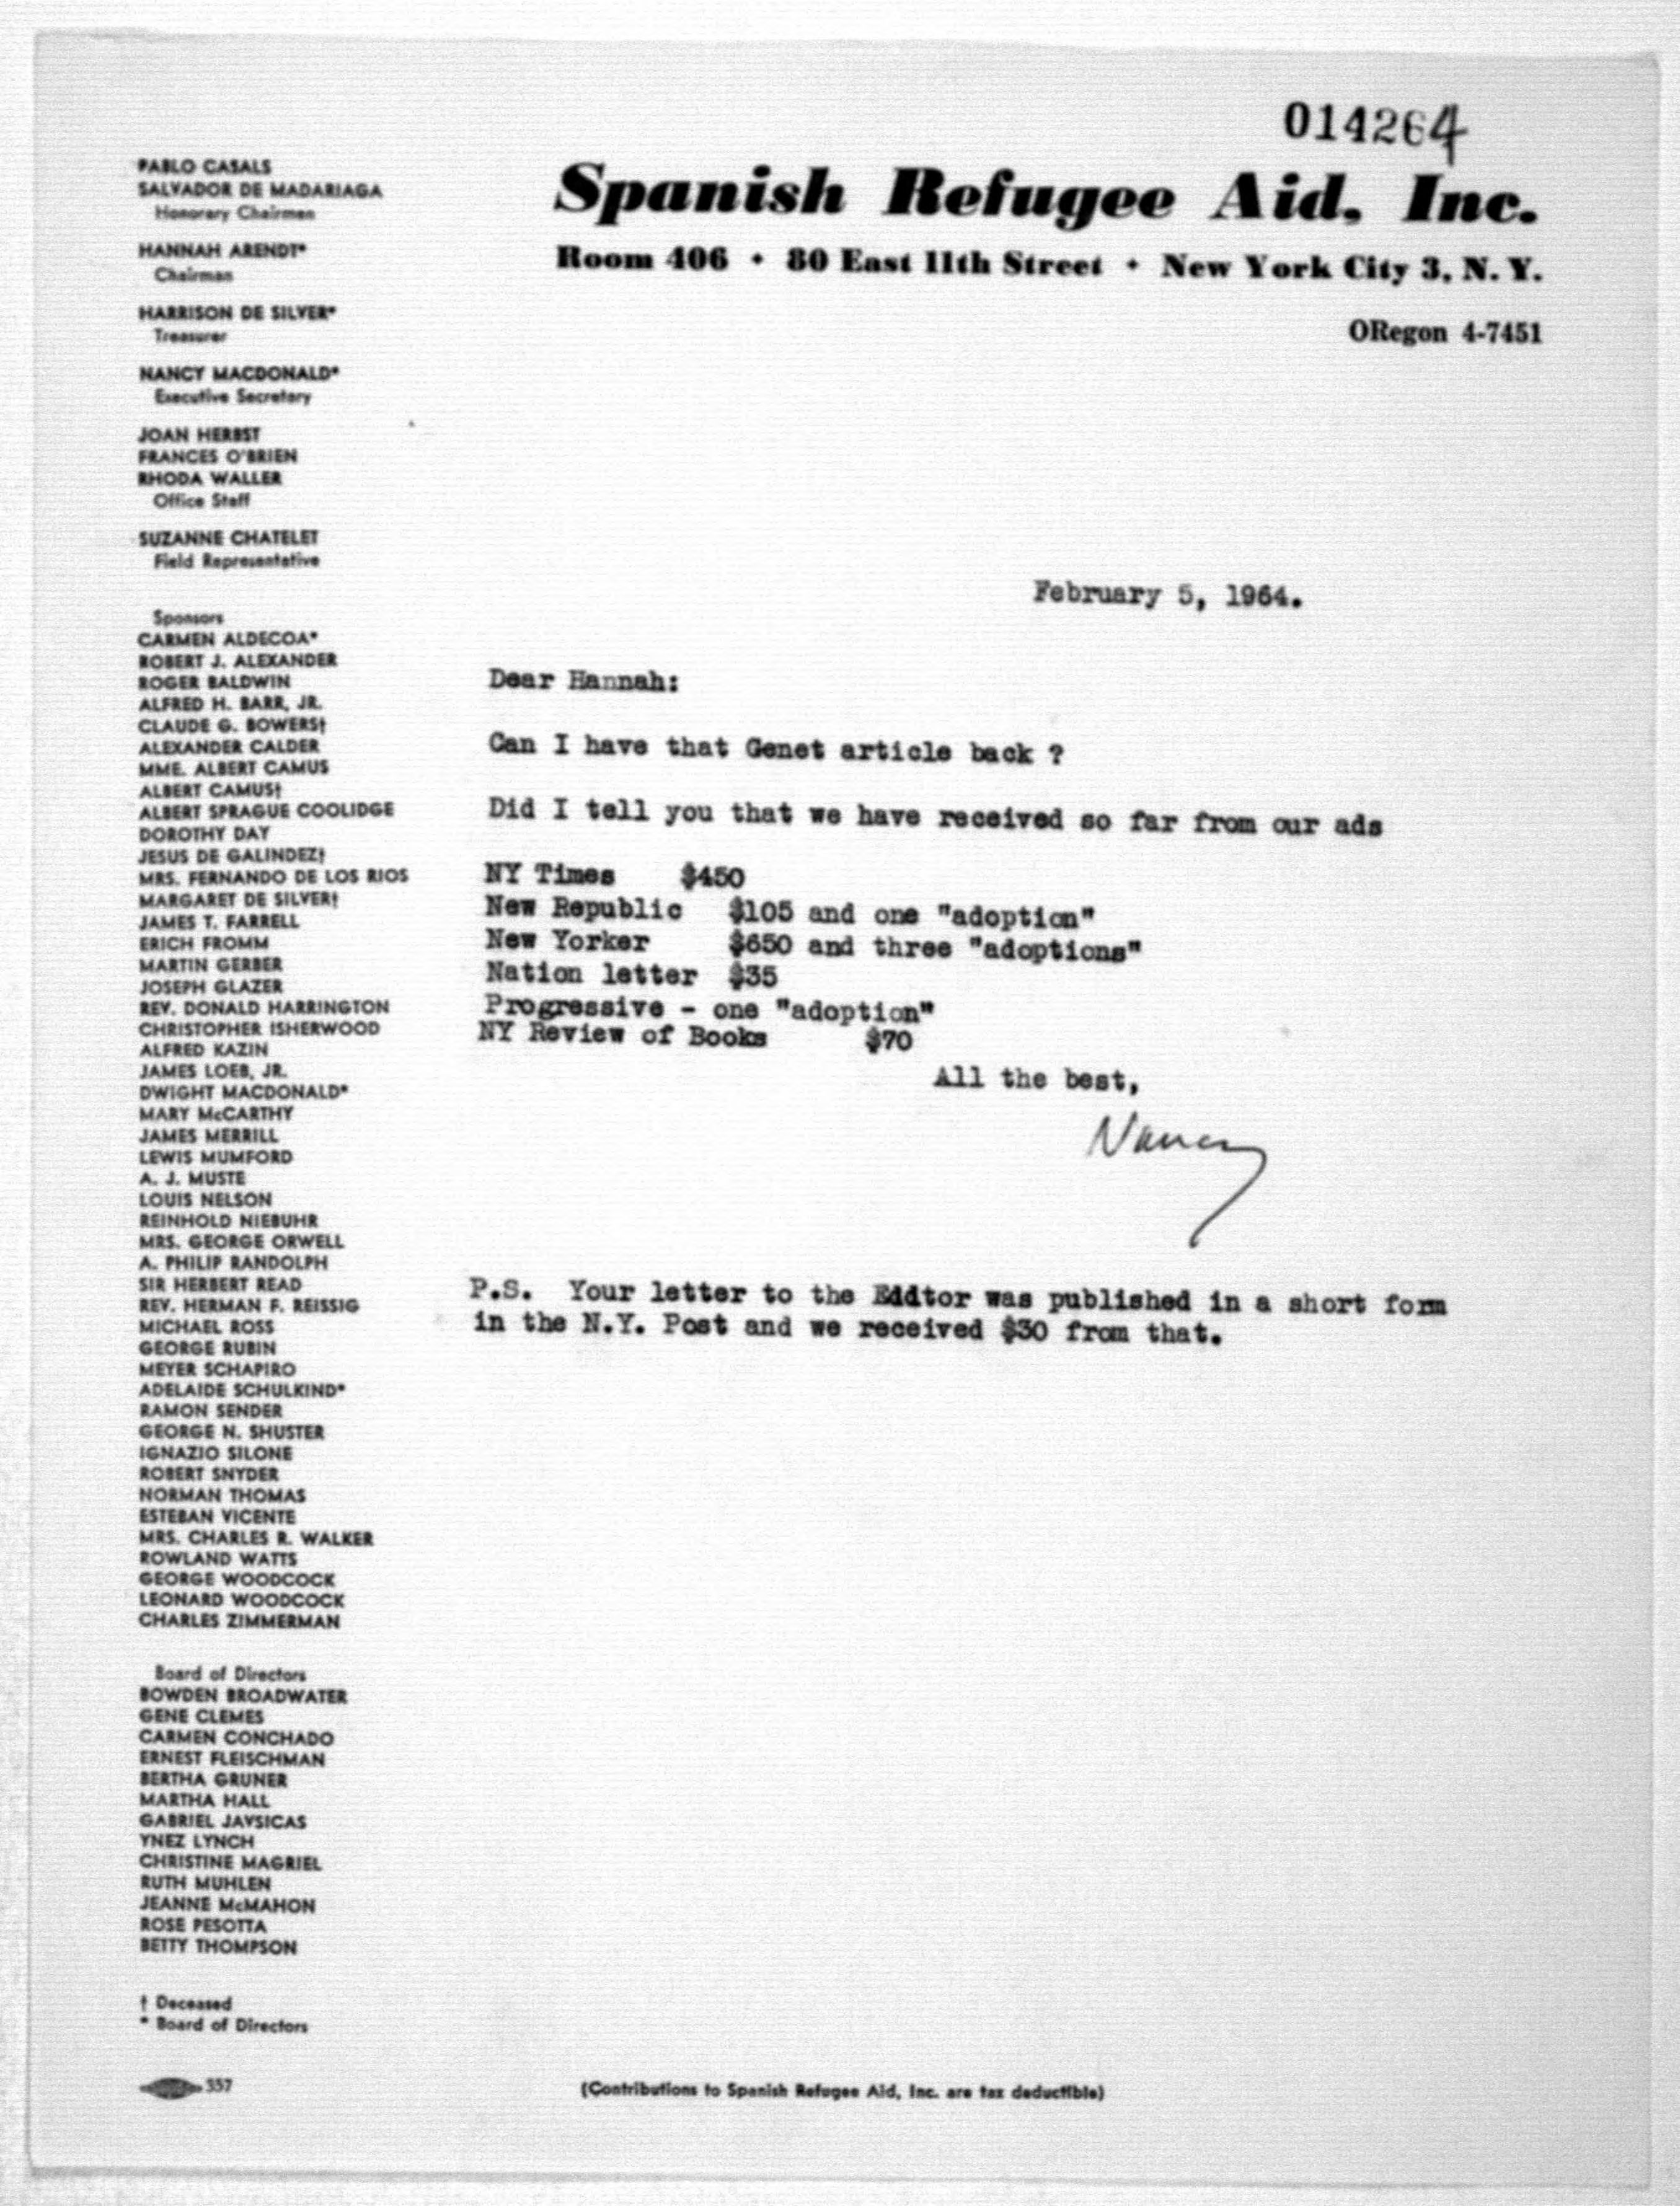 014264
Spanish Refugee Aid, Inc.
Room 406 • 80 East 11th Street • New York City 3, N. Y.
ORegon 4-7451
PABLO CASALS
SALVADOR DE MADARIAGA
Honorary Chairmen
HANNAH ARENDT*
Chairman
HARRISON DE SILVER*
Treasurer
NANCY MACDONALD*
Executive Secretary
JOAN HERBST
FRANCES O'BRIEN
RHODA WALLER
Office Staff
SUZANNE CHATELET
Field Representative
Sponsors
CARMEN ALDECOA*
ROBERT J. ALEXANDER
ROGER BALDWIN
ALFRED H. BARR, JR.
CLAUDE G. BOWERS†
ALEXANDER CALDER
MME. ALBERT CAMUS
ALBERT CAMUS†
ALBERT SPRAGUE COOLIDGE
DOROTHY DAY
JESUS DE GALINDEZ†
MRS. FERNANDO DE LOS RIOS
MARGARET DE SILVER†
JAMES T. FARRELL
ERICH FROMM
MARTIN GERBER
JOSEPH GLAZER
REV. DONALD HARRINGTON
CHRISTOPHER ISHERWOOD
ALFRED KAZIN
JAMES LOEB, JR.
DWIGHT MACDONALD*
MARY McCARTHY
JAMES MERRILL
LEWIS MUMFORD
A. J. MUSTE
LOUIS NELSON
REINHOLD NIEBUHR
MRS. GEORGE ORWELL
A. PHILIP RANDOLPH
SIR HERBERT READ
REV. HERMAN F. REISSIG
MICHAEL ROSS
GEORGE RUBIN
MEYER SCHAPIRO
ADELAIDE SCHULKIND*
RAMON SENDER
GEORGE N. SHUSTER
IGNAZIO SILONE
ROBERT SNYDER
NORMAN THOMAS
ESTEBAN VICENTE
MRS. CHARLES R. WALKER
ROWLAND WATTS
GEORGE WOODCOCK
LEONARD WOODCOCK
CHARLES ZIMMERMAN
Board of Directors
BOWDEN BROADWATER
GENE CLEMES
CARMEN CONCHADO
ERNEST FLEISCHMAN
BERTHA GRUNER
MARTHA HALL
GABRIEL JAVSICAS
YNEZ LYNCH
CHRISTINE MAGRIEL
RUTH MUHLEN
JEANNE McMAHON
ROSE PESOTTA
BETTY THOMPSON
† Deceased
* Board of Directors
357
February 5, 1964.
Dear Hannah:
Can I have that Genet article back ?
Did I tell you that we have received so far from our ads
NY Times $450
New Republic $105 and one "adoption"
New Yorker $650 and three "adoptions"
Nation letter $35
Progressive - one "adoption"
NY Review of Books $70
All the best,
Nancy
P.S. Your letter to the Eidtor was published in a short form
in the N.Y. Post and we received $30 from that.
(Contributions to Spanish Refugee Aid, Inc. are tax deductible)